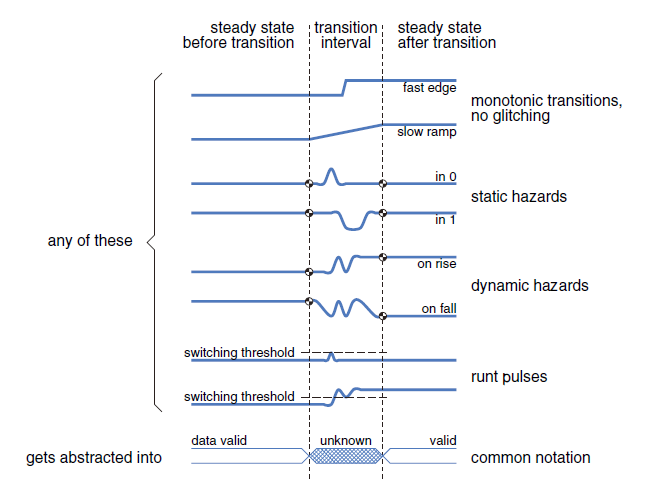 steady state transition steady state
before transition interval after transition
fast edge
monotonic transitions,
no glitching
slow ramp
in 0
static hazards
in 1
any of these
on rise
dynamic hazards
on fall
switching threshold
runt pulses
switching threshold
data valid unknown valid
gets abstracted into common notation